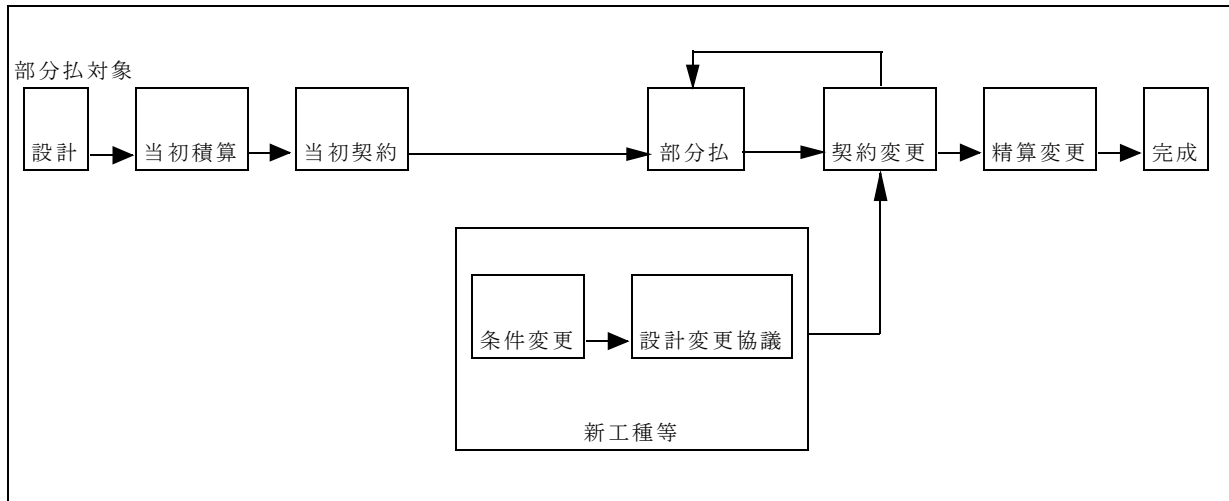 部分払対象
設計
当初積算
当初契約
部分払
契約変更
精算変更
完成
条件変更
設計変更協議
新工種等